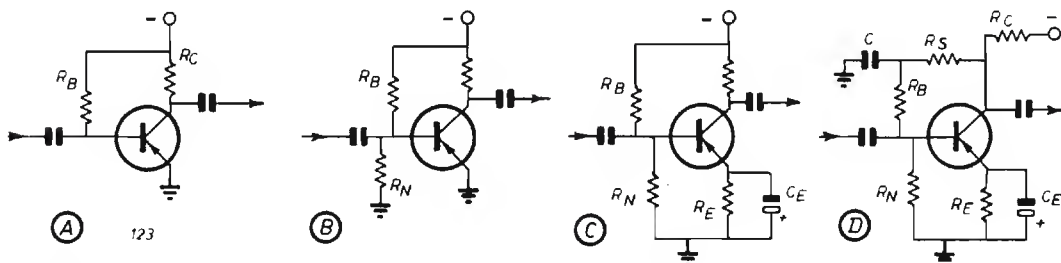 - R_B R_C A 123
- R_B R_N B
- R_B R_N R_E C_E + C
- R_C C R_S R_B R_N R_E C_E + D